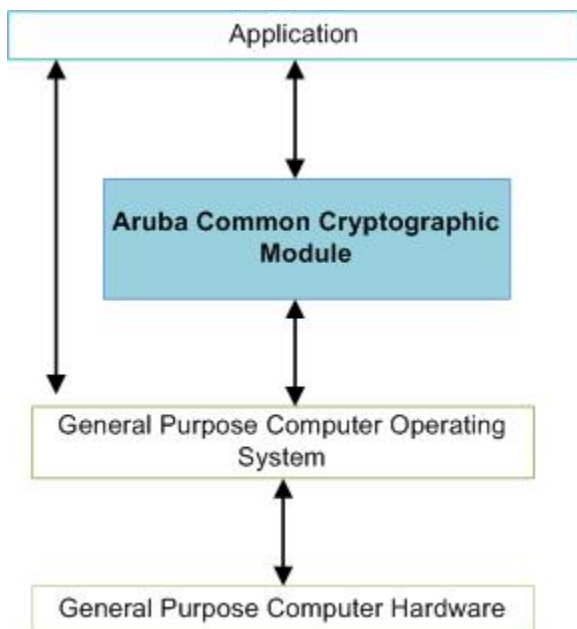 Application
Aruba Common Cryptographic
Module
General Purpose Computer Operating
System
General Purpose Computer Hardware